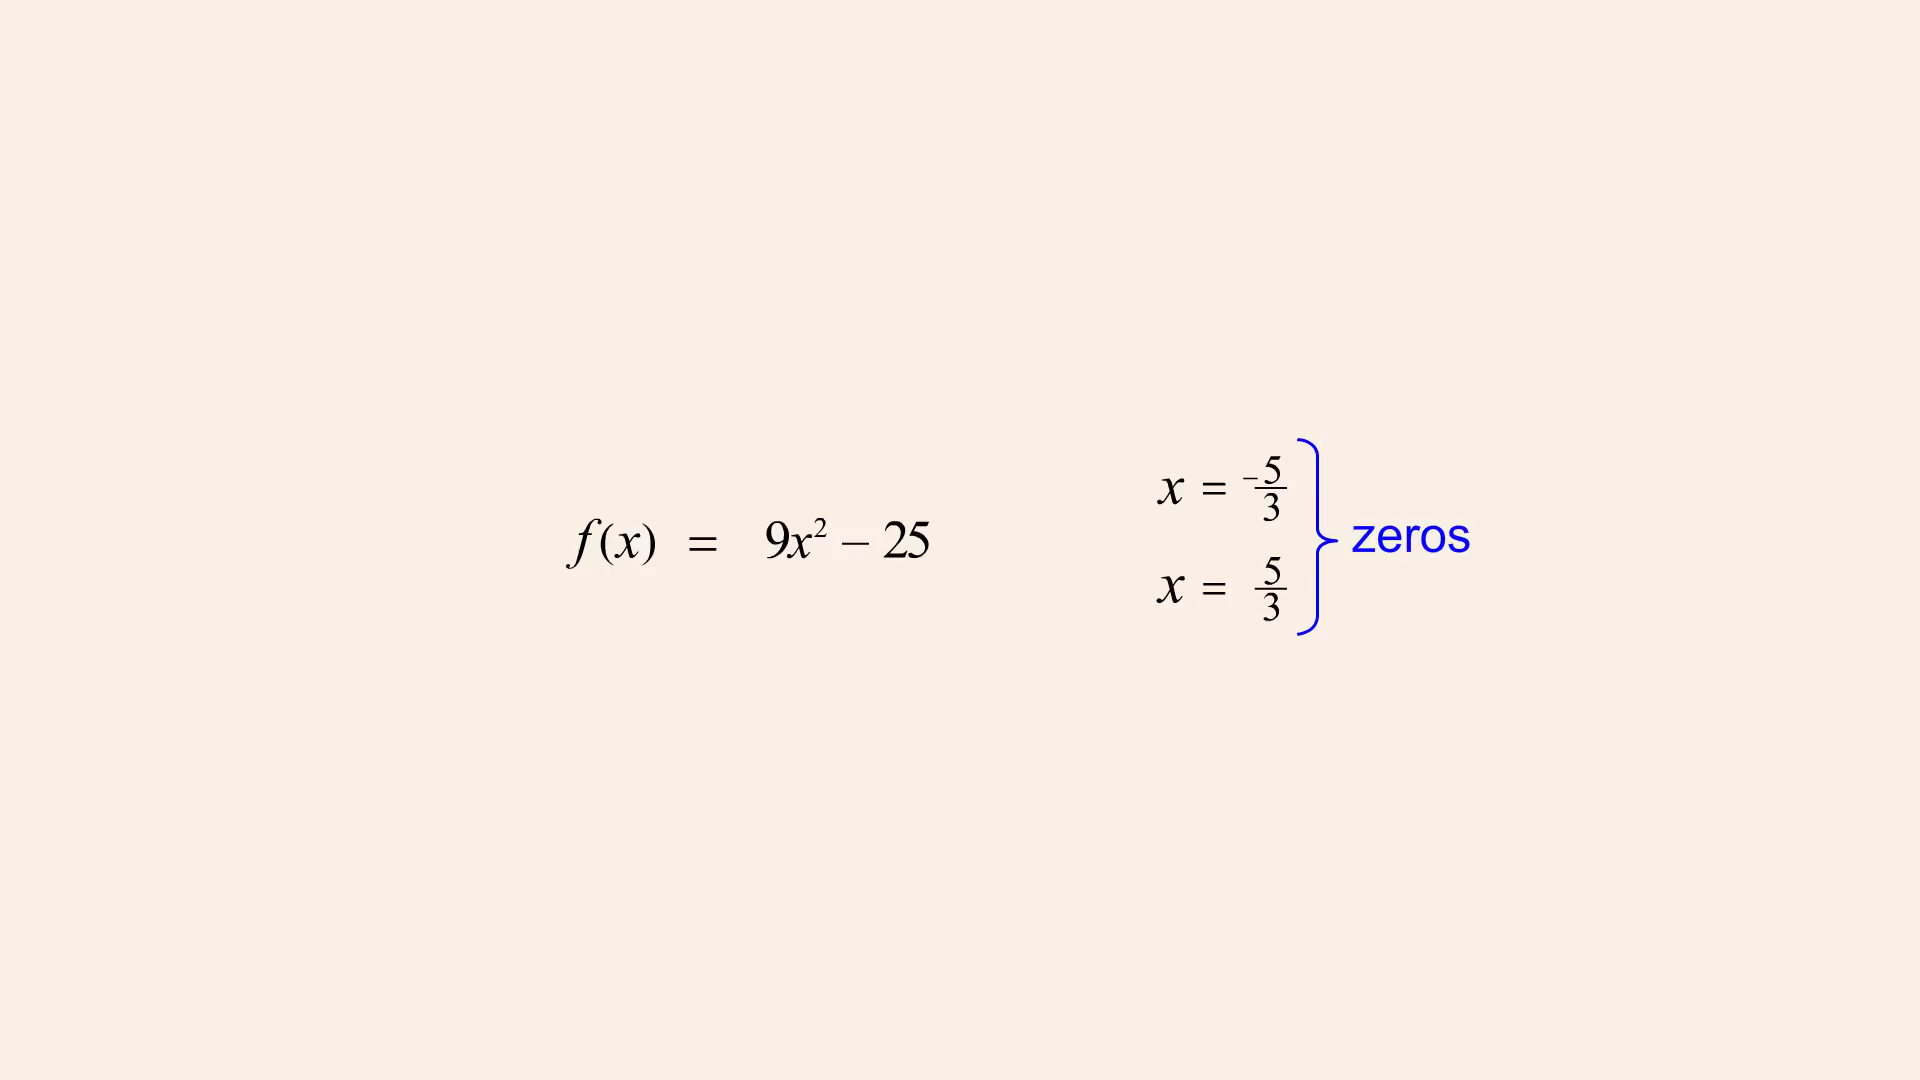 f(x) = 9x² − 25
x = −5/3
x = 5/3
zeros